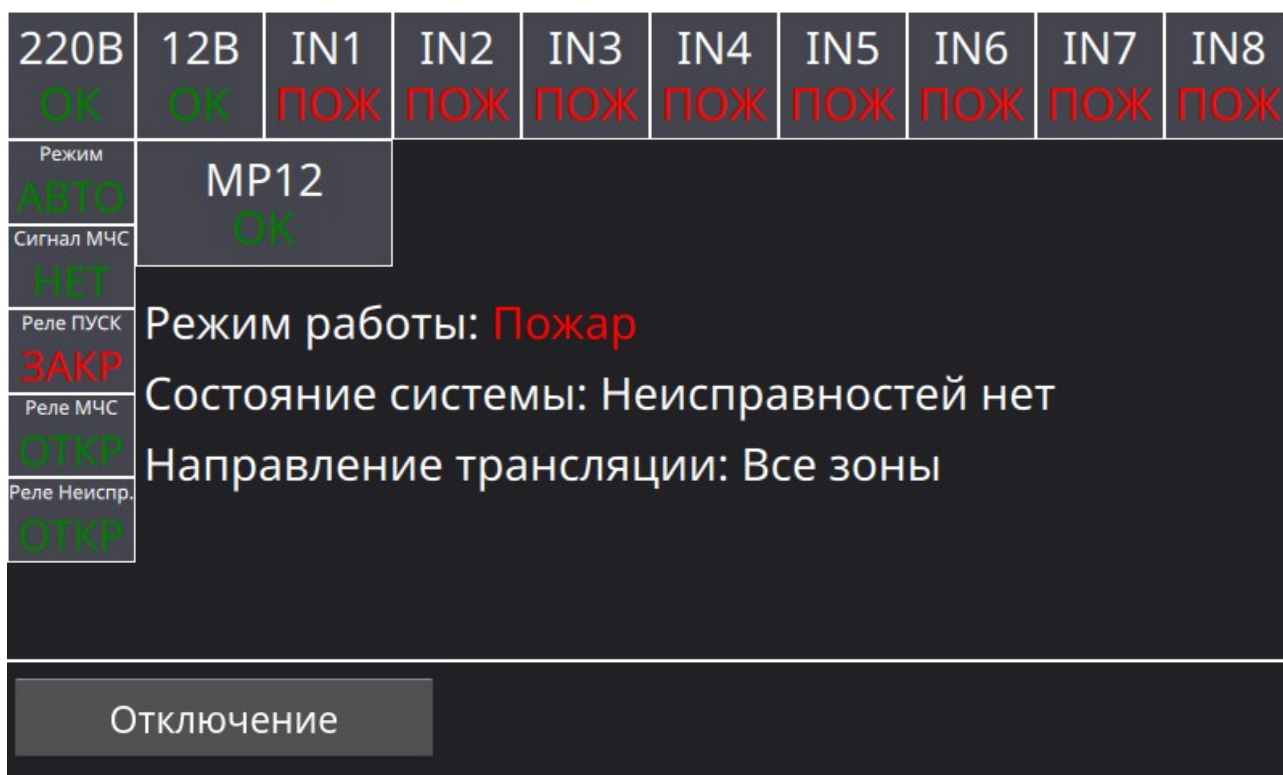 220В 12В IN1 IN2 IN3 IN4 IN5 IN6 IN7 IN8
ОК ОК ПОЖ ПОЖ ПОЖ ПОЖ ПОЖ ПОЖ ПОЖ ПОЖ
Режим
АВТО
МР12
ОК
Сигнал МЧС
НЕТ
Реле ПУСК
ЗАКР
Реле МЧС
ОТКР
Реле Неиспр.
ОТКР
Режим работы: Пожар
Состояние системы: Неисправностей нет
Направление трансляции: Все зоны
Отключение